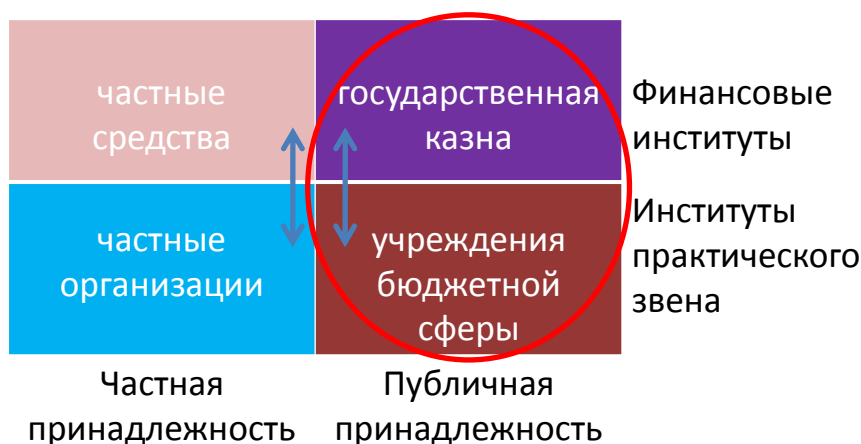 частные
средства
государственная
казна
Финансовые
институты
частные
организации
учреждения
бюджетной
сферы
Институты
практического
звена
Частная
принадлежность
Публичная
принадлежность